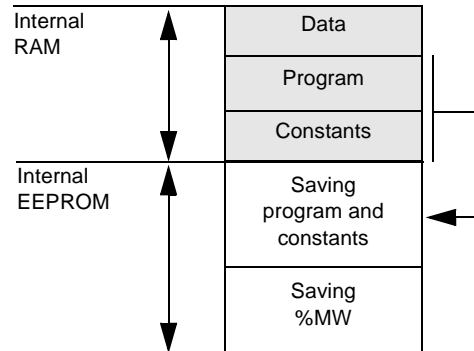 Internal
RAM
Data
Program
Constants
Internal
EEPROM
Saving
program and
constants
Saving
%MW